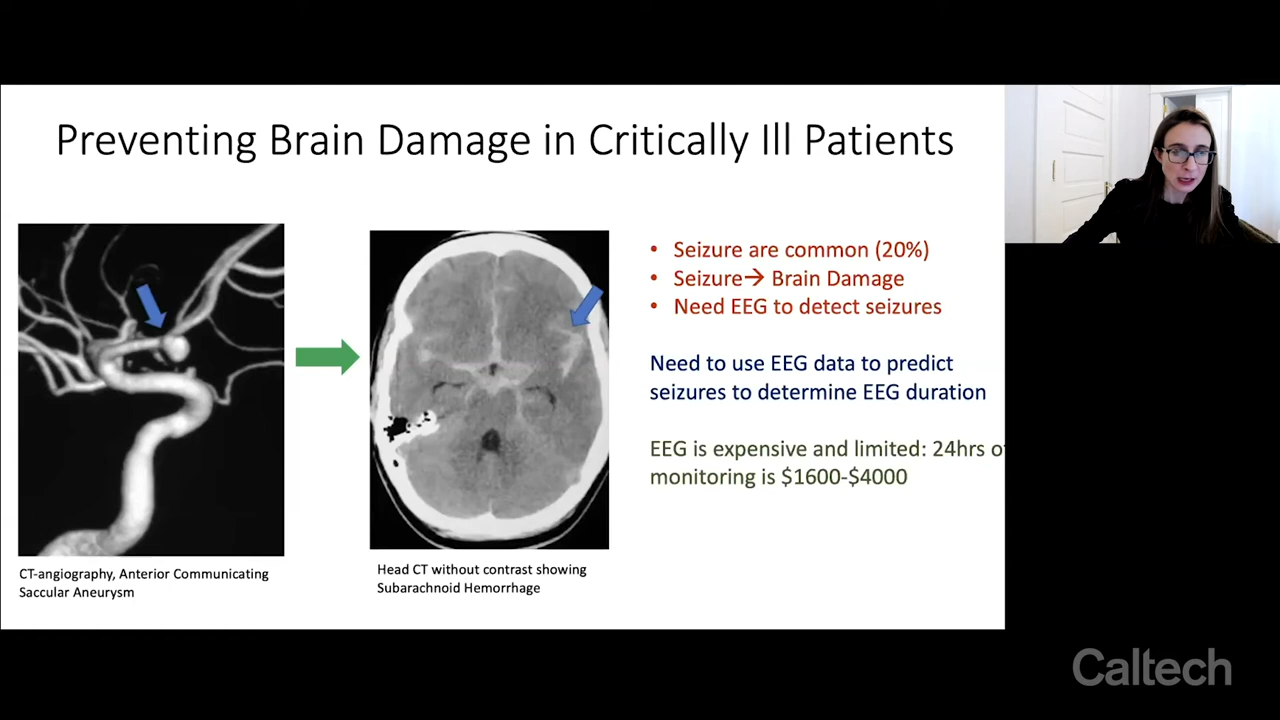 Preventing Brain Damage in Critically Ill Patients
• Seizure are common (20%)
• Seizure→ Brain Damage
• Need EEG to detect seizures
Need to use EEG data to predict
seizures to determine EEG duration
EEG is expensive and limited: 24hrs o
monitoring is $1600-$4000
CT-angiography, Anterior Communicating
Saccular Aneurysm
Head CT without contrast showing
Subarachnoid Hemorrhage
Caltech